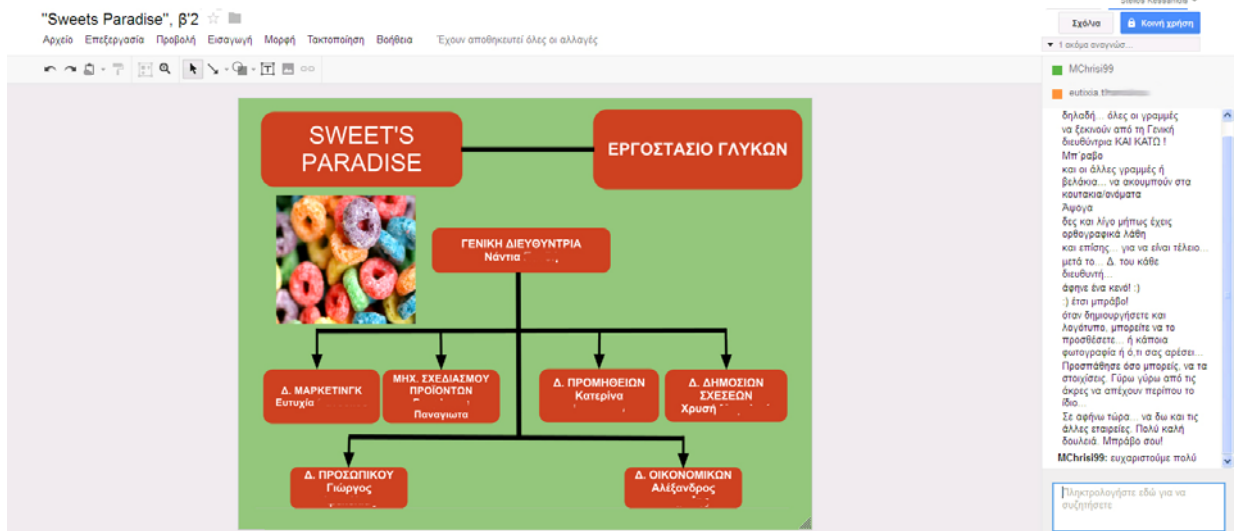 "Sweets Paradise", β'2
Αρχείο Επεξεργασία Προβολή Εισαγωγή Μορφή Τακτοποίηση Βοήθεια Έχουν αποθηκευτεί όλες οι αλλαγές
Σχόλια
Κοινή χρήση
1 ακόμα αναγνώσ...
MChrisi99
eutixia.
SWEET'S
PARADISE
ΕΡΓΟΣΤΑΣΙΟ ΓΛΥΚΩΝ
ΓΕΝΙΚΗ ΔΙΕΥΘΥΝΤΡΙΑ
Νάντια
Δ. ΜΑΡΚΕΤΙΝΓΚ
Ευτυχία
ΜΗΧ. ΣΧΕΔΙΑΣΜΟΥ
ΠΡΟΪΟΝΤΩΝ
Παναγιωτα
Δ. ΠΡΟΜΗΘΕΙΩΝ
Κατερίνα
Δ. ΔΗΜΟΣΙΩΝ
ΣΧΕΣΕΩΝ
Χρυσή
Δ. ΠΡΟΣΩΠΙΚΟΥ
Γιώργος
Δ. ΟΙΚΟΝΟΜΙΚΩΝ
Αλέξανδρος
δηλαδή... όλες οι γραμμές
να ξεκινούν από τη Γενική
διευθύντρια ΚΑΙ ΚΑΤΩ !
Μπ΄ραβο
και οι άλλες γραμμές ή
βελάκια... να ακουμπούν στα
κουτακια/ονόματα
Άψογα
δες και λίγο μήπως έχεις
ορθογραφικά λάθη
και επίσης... για να είναι τέλειο...
μετά το... Δ. του κάθε
διευθυντή...
άφηνε ένα κενό! :)
:) έτσι μπράβο!
όταν δημιουργήσετε και
λογότυπο, μπορείτε να το
προσθέσετε... ή κάποια
φωτογραφία ή ό,τι σας αρέσει...
Προσπάθησε όσο μπορείς, να τα
στοιχίσεις. Γύρω γύρω από τις
άκρες να απέχουν περίπου το
ίδιο...
Σε αφήνω τώρα... να δω και τις
άλλες εταιρείες. Πολύ καλή
δουλειά. Μπράβο σου!
MChrisi99: ευχαριστούμε πολύ
Πληκτρολογήστε εδώ για να
συζητήσετε